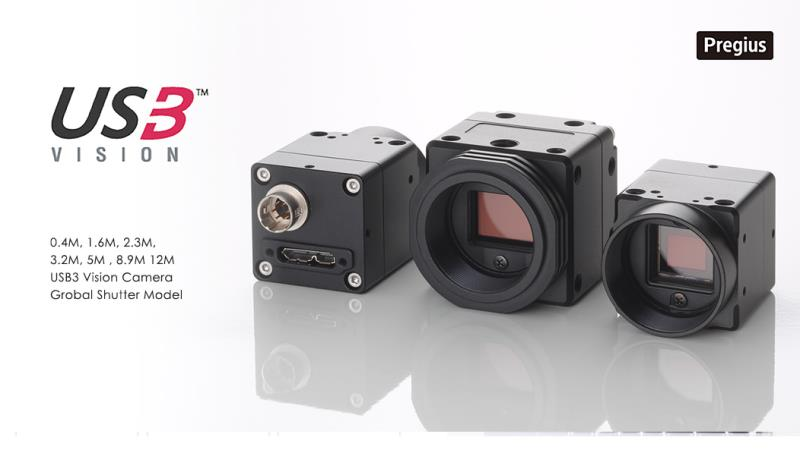 Pregius
USB™
VISION
0.4M, 1.6M, 2.3M,
3.2M, 5M , 8.9M 12M
USB3 Vision Camera
Grobal Shutter Model